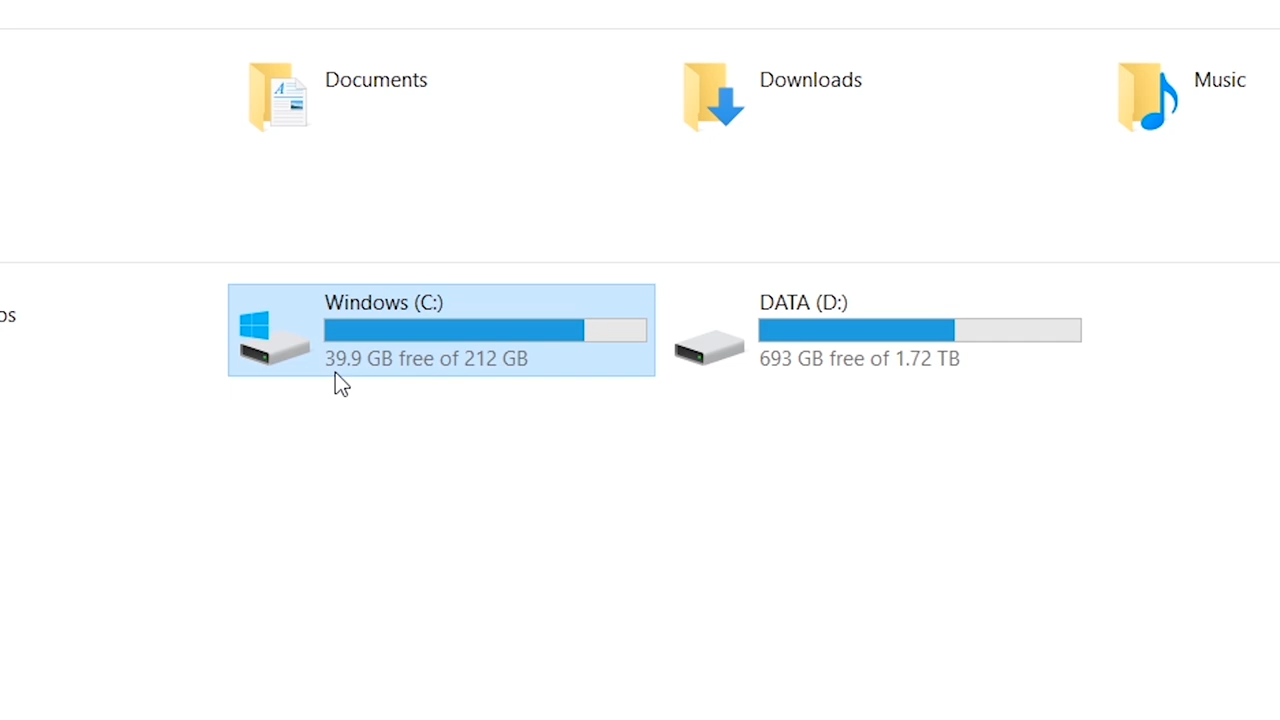 Documents
Downloads
Music
os
Windows (C:)
39.9 GB free of 212 GB
DATA (D:)
693 GB free of 1.72 TB